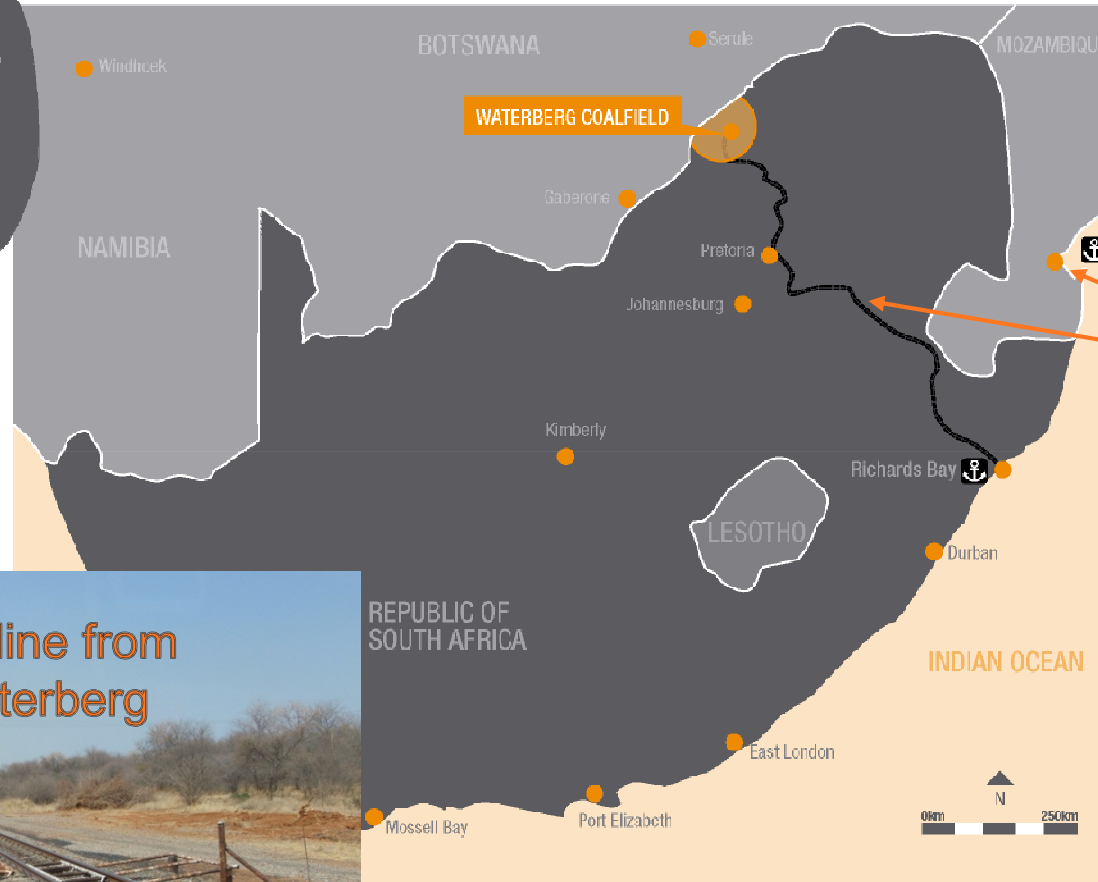 BOTSWANA
Serule
MOZAMBIQU
Windhoek
WATERBERG COALFIELD
Gaberone
NAMIBIA
Pretoria
Johannesburg
Kimberly
Richards Bay
LESOTHO
Durban
REPUBLIC OF
SOUTH AFRICA
line from
terberg
INDIAN OCEAN
East London
N
0km 250km
Port Elizabeth
Mossell Bay